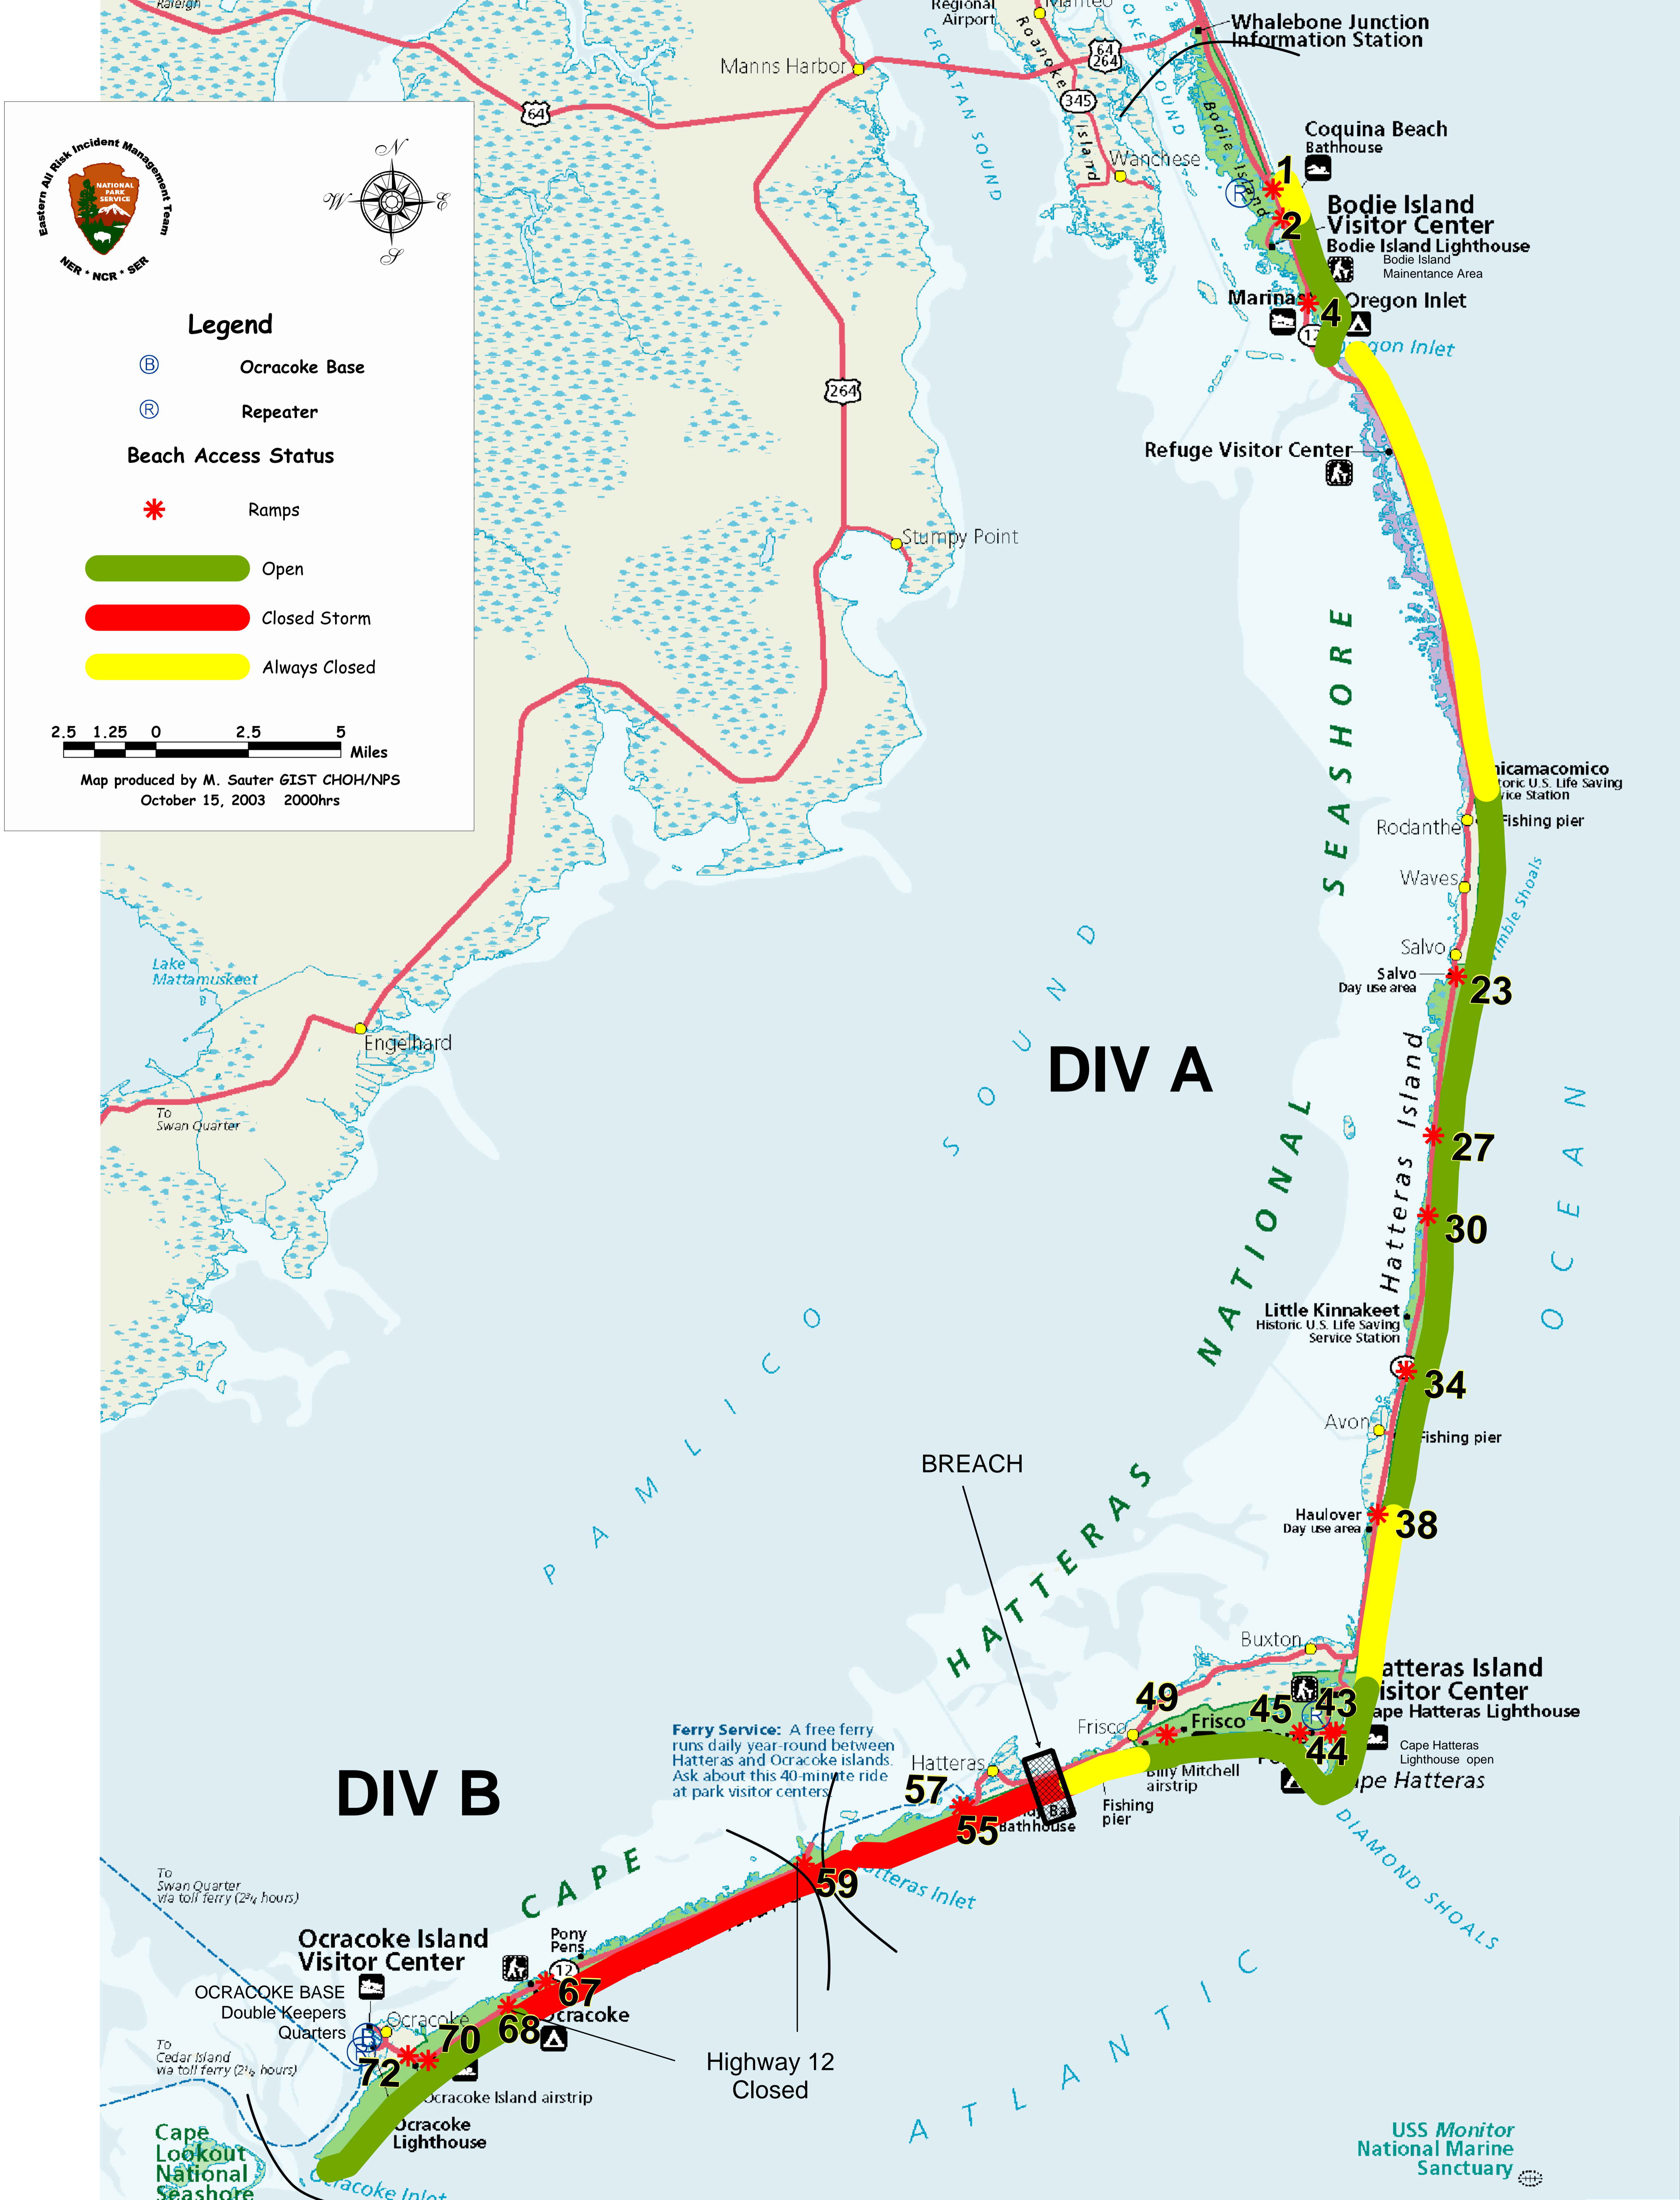 Raleigh
Regional
Airport
Manteo
Whalebone Junction
Information Station
Manns Harbor
64
264
64
345
Roanoke
Island
CROATAN SOUND
SOUND
Bodie Island
Wanchese
Coquina Beach
Bathhouse
1
R
2
Bodie Island
Visitor Center
Bodie Island Lighthouse
Bodie Island
Mainentance Area
Marina
4
Oregon Inlet
Eastern All Risk Incident Management Team
NATIONAL
PARK
SERVICE
NER * NCR * SER
N
W
E
S
Legend
B Ocracoke Base
R Repeater
Beach Access Status
Ramps
Open
Closed Storm
Always Closed
2.5 1.25 0 2.5 5
Miles
Map produced by M. Sauter GIST CHOH/NPS
October 15, 2003 2000hrs
264
Refuge Visitor Center
Stumpy Point
Rodanthe
Fishing pier
Waves
Salvo
Salvo
Day use area
23
Lake
Mattamuskeet
Engelhard
To
Swan Quarter
DIV A
Hatteras Island
27
30
Little Kinnakeet
Historic U.S. Life Saving
Service Station
34
Avon
Fishing pier
PAMLICO SOUND
CAPE HATTERAS NATIONAL SEASHORE
ATLANTIC OCEAN
BREACH
Haulover
Day use area
38
Buxton
Cape Hatteras Lighthouse
Cape Hatteras
Lighthouse open
49
45
43
R
44
Frisco
Frisco
Billy Mitchell
airstrip
Fishing
pier
DIAMOND SHOALS
Ferry Service: A free ferry
runs daily year-round between
Hatteras and Ocracoke islands.
Ask about this 40-minute ride
at park visitor centers.
Hatteras
57
55
Bathhouse
DIV B
59
To
Swan Quarter
via toll ferry (2¾ hours)
Ocracoke Island
Visitor Center
Pony
Pens
12
67
Ocracoke
68
OCRACOKE BASE
Double Keepers
Quarters
Ocracoke
B
R
70
72
To
Cedar Island
via toll ferry (2¼ hours)
Highway 12
Closed
Ocracoke Island airstrip
Ocracoke
Lighthouse
Cape
Lookout
National
Seashore
Ocracoke Inlet
USS Monitor
National Marine
Sanctuary